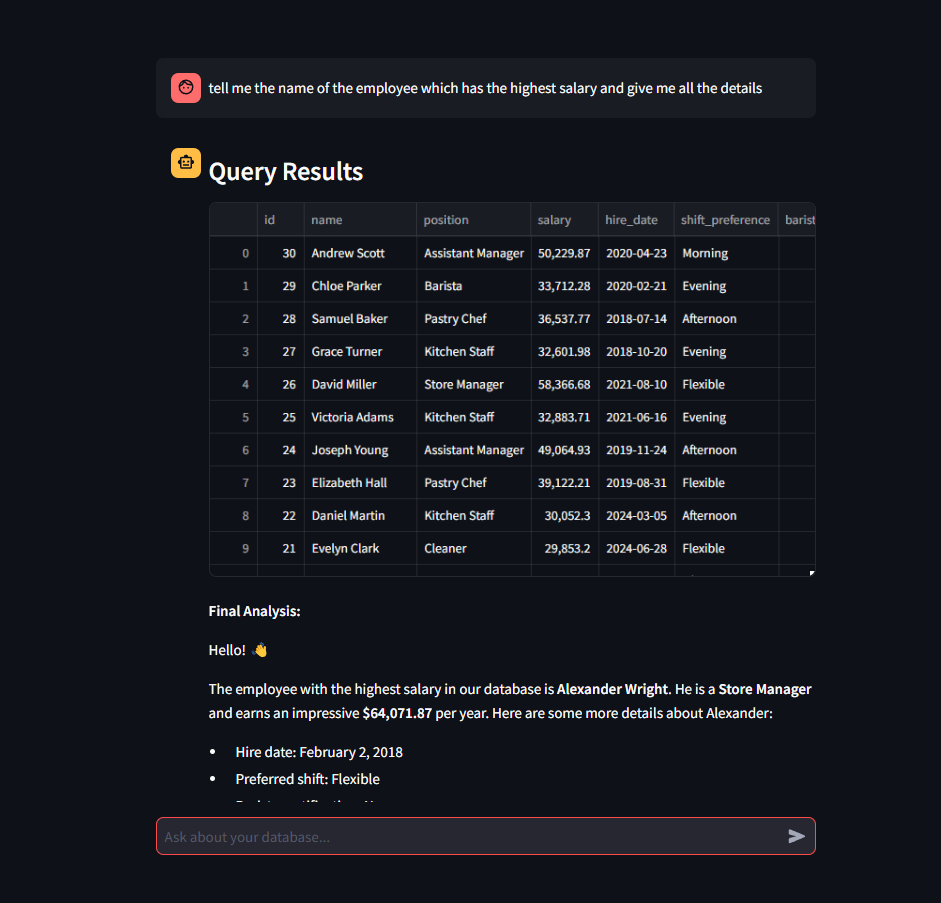 tell me the name of the employee which has the highest salary and give me all the details
Query Results
id name position salary hire_date shift_preference barist
0 30 Andrew Scott Assistant Manager 50,229.87 2020-04-23 Morning
1 29 Chloe Parker Barista 33,712.28 2020-02-21 Evening
2 28 Samuel Baker Pastry Chef 36,537.77 2018-07-14 Afternoon
3 27 Grace Turner Kitchen Staff 32,601.98 2018-10-20 Evening
4 26 David Miller Store Manager 58,366.68 2021-08-10 Flexible
5 25 Victoria Adams Kitchen Staff 32,883.71 2021-06-16 Evening
6 24 Joseph Young Assistant Manager 49,064.93 2019-11-24 Afternoon
7 23 Elizabeth Hall Pastry Chef 39,122.21 2019-08-31 Flexible
8 22 Daniel Martin Kitchen Staff 30,052.3 2024-03-05 Afternoon
9 21 Evelyn Clark Cleaner 29,853.2 2024-06-28 Flexible
Final Analysis:
Hello! 👋
The employee with the highest salary in our database is Alexander Wright. He is a Store Manager
and earns an impressive $64,071.87 per year. Here are some more details about Alexander:
• Hire date: February 2, 2018
• Preferred shift: Flexible
Ask about your database...